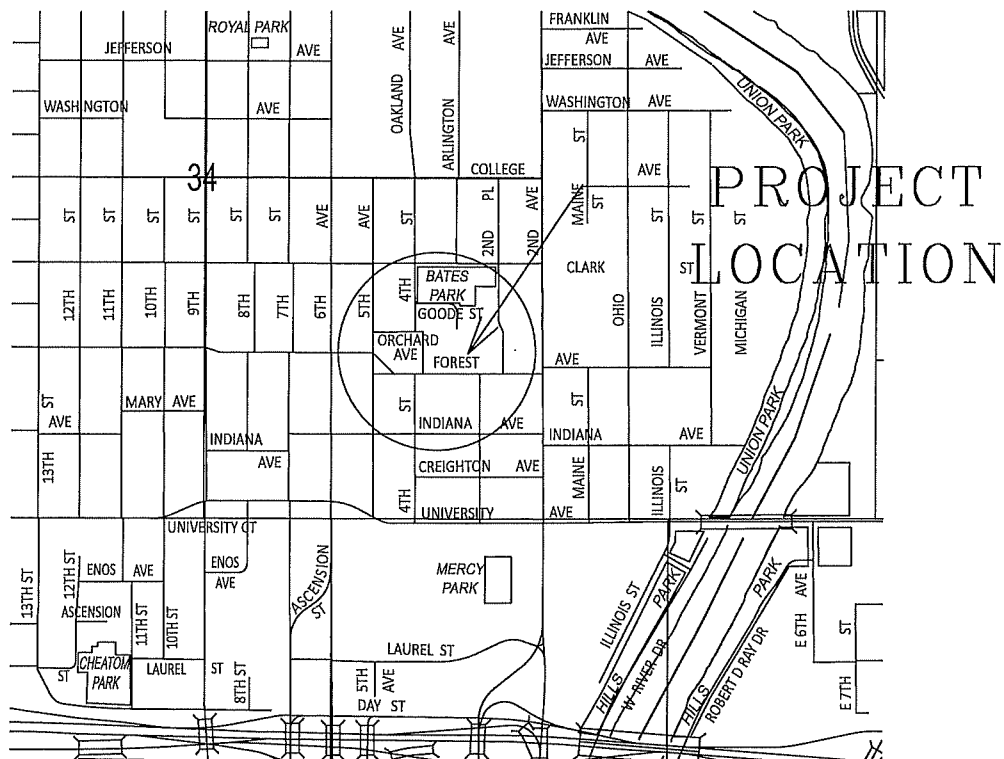 ROYAL PARK
JEFFERSON AVE
WASHINGTON AVE
OAKLAND AVE
ARLINGTON AVE
FRANKLIN
AVE
JEFFERSON AVE
WASHINGTON AVE
UNION PARK
34
COLLEGE AVE
PROJECT
LOCATION
ST
ST
ST
ST
ST
ST
AVE
AVE
ST
2ND PL
2ND AVE
MAINE ST
ST
ST
ST
ST
12TH
11TH
10TH
9TH
8TH
7TH
6TH
5TH
4TH
BATES
PARK
GOODE ST
CLARK ST
OHIO
ILLINOIS
VERMONT
MICHIGAN
ORCHARD
AVE
FOREST AVE
ST
AVE
MARY AVE
13TH
INDIANA
AVE
ST
INDIANA AVE
INDIANA AVE
ST
UNION PARK
CREIGHTON AVE
4TH
MAINE
ILLINOIS
ST
UNIVERSITY AVE
UNIVERSITY CT
13TH ST
12TH ST
ENOS AVE
ENOS
AVE
ASCENSION
11TH ST
10TH ST
ASCENSION
ST
MERCY
PARK
ILLINOIS ST
PARK
PARK
E 6TH AVE
ST
CHEATOM
PARK
LAUREL ST
LAUREL ST
8TH ST
5TH
AVE
DAY ST
HILLS
W RIVER DR
HILLS
ROBERT D RAY DR
E 7TH ST